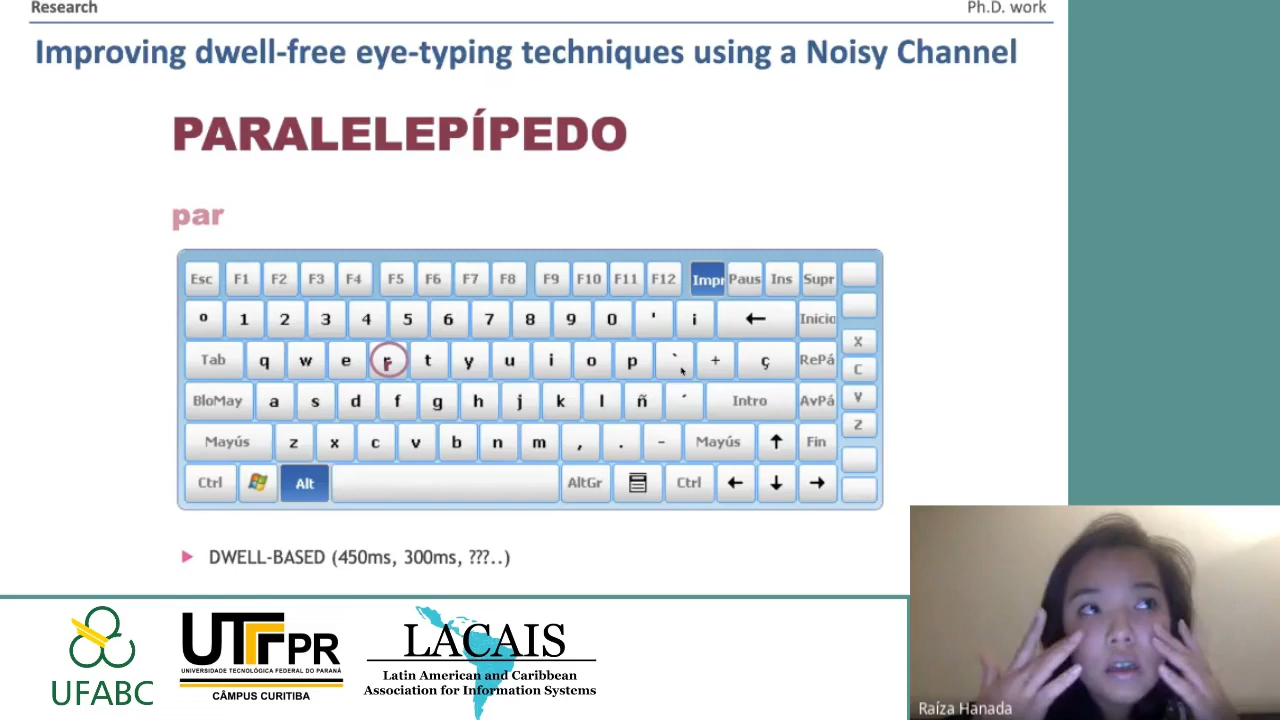 Research
Ph.D. work
Improving dwell-free eye-typing techniques using a Noisy Channel
PARALELEPÍPEDO
par
Esc F1 F2 F3 F4 F5 F6 F7 F8 F9 F10 F11 F12 Impr Paus Ins Supr
º 1 2 3 4 5 6 7 8 9 0 ' ¡ ← Inicio
Tab q w e r t y u i o p ` + ç RePá
BloMay a s d f g h j k l ñ ´ Intro AvPá
Mayús z x c v b n m , . - Mayús ↑ Fin
Ctrl Alt AltGr Ctrl ← ↓ →
X
C
V
Z
DWELL-BASED (450ms, 300ms, ???..)
UFABC
UTFPR
UNIVERSIDADE TECNOLÓGICA FEDERAL DO PARANÁ
CÂMPUS CURITIBA
LACAIS
Latin American and Caribbean
Association for Information Systems
Raíza Hanada